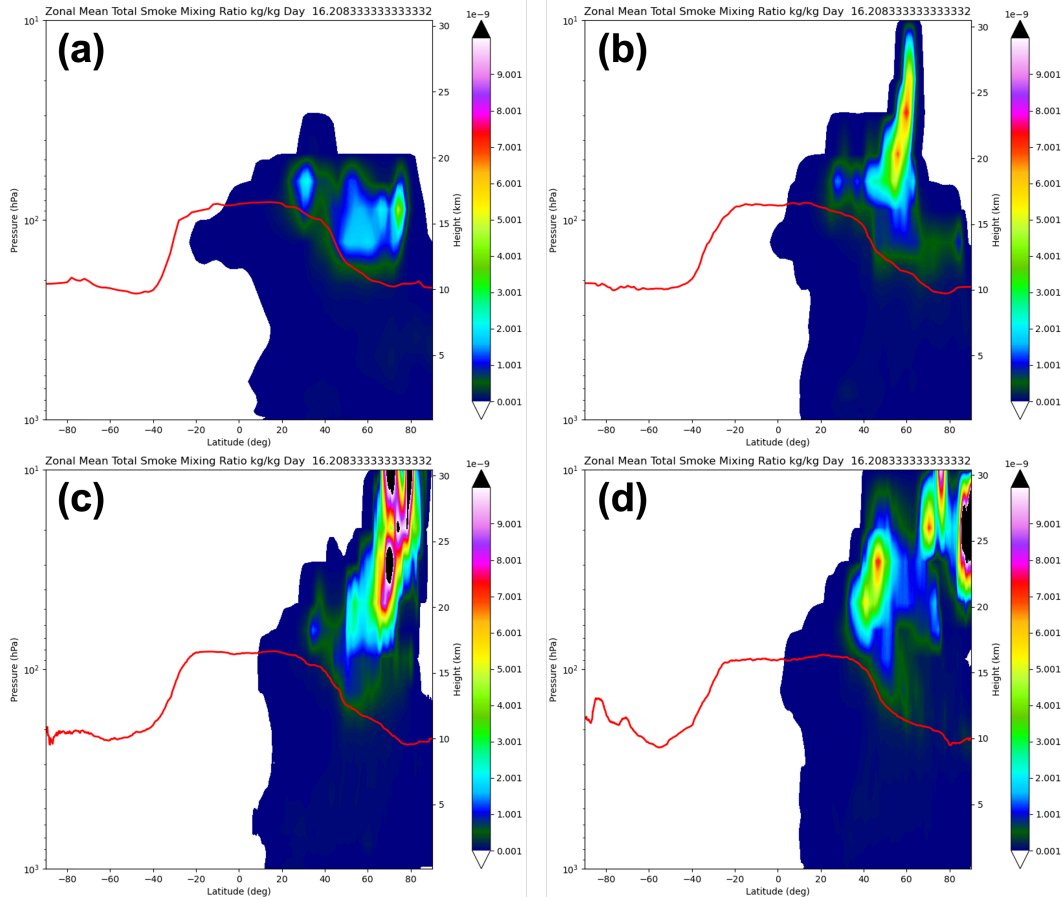 Zonal Mean Total Smoke Mixing Ratio kg/kg Day 16.208333333333332
(a)
1e−9
10¹
10²
10³
Pressure (hPa)
30
25
20
15
10
5
Height (km)
9.001
8.001
7.001
6.001
5.001
4.001
3.001
2.001
1.001
0.001
−80 −60 −40 −20 0 20 40 60 80
Latitude (deg)
Zonal Mean Total Smoke Mixing Ratio kg/kg Day 16.208333333333332
(b)
1e−9
10¹
10²
10³
Pressure (hPa)
30
25
20
15
10
5
Height (km)
9.001
8.001
7.001
6.001
5.001
4.001
3.001
2.001
1.001
0.001
−80 −60 −40 −20 0 20 40 60 80
Latitude (deg)
Zonal Mean Total Smoke Mixing Ratio kg/kg Day 16.208333333333332
(c)
1e−9
10¹
10²
10³
Pressure (hPa)
30
25
20
15
10
5
Height (km)
9.001
8.001
7.001
6.001
5.001
4.001
3.001
2.001
1.001
0.001
−80 −60 −40 −20 0 20 40 60 80
Latitude (deg)
Zonal Mean Total Smoke Mixing Ratio kg/kg Day 16.208333333333332
(d)
1e−9
10¹
10²
10³
Pressure (hPa)
30
25
20
15
10
5
Height (km)
9.001
8.001
7.001
6.001
5.001
4.001
3.001
2.001
1.001
0.001
−80 −60 −40 −20 0 20 40 60 80
Latitude (deg)